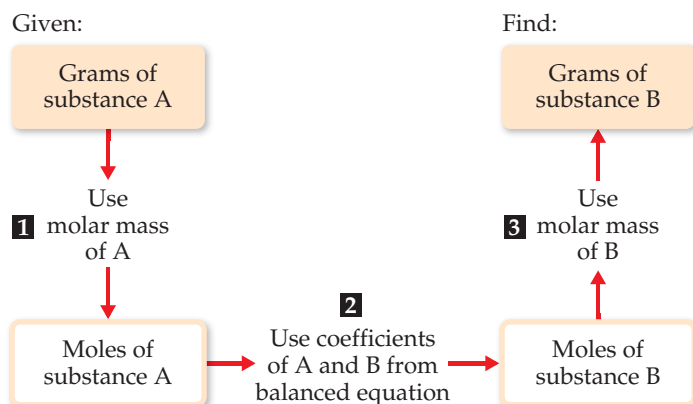 Given:
Find:
Grams of
substance A
Grams of
substance B
1
Use
molar mass
of A
3
Use
molar mass
of B
2
Use coefficients
of A and B from
balanced equation
Moles of
substance A
Moles of
substance B